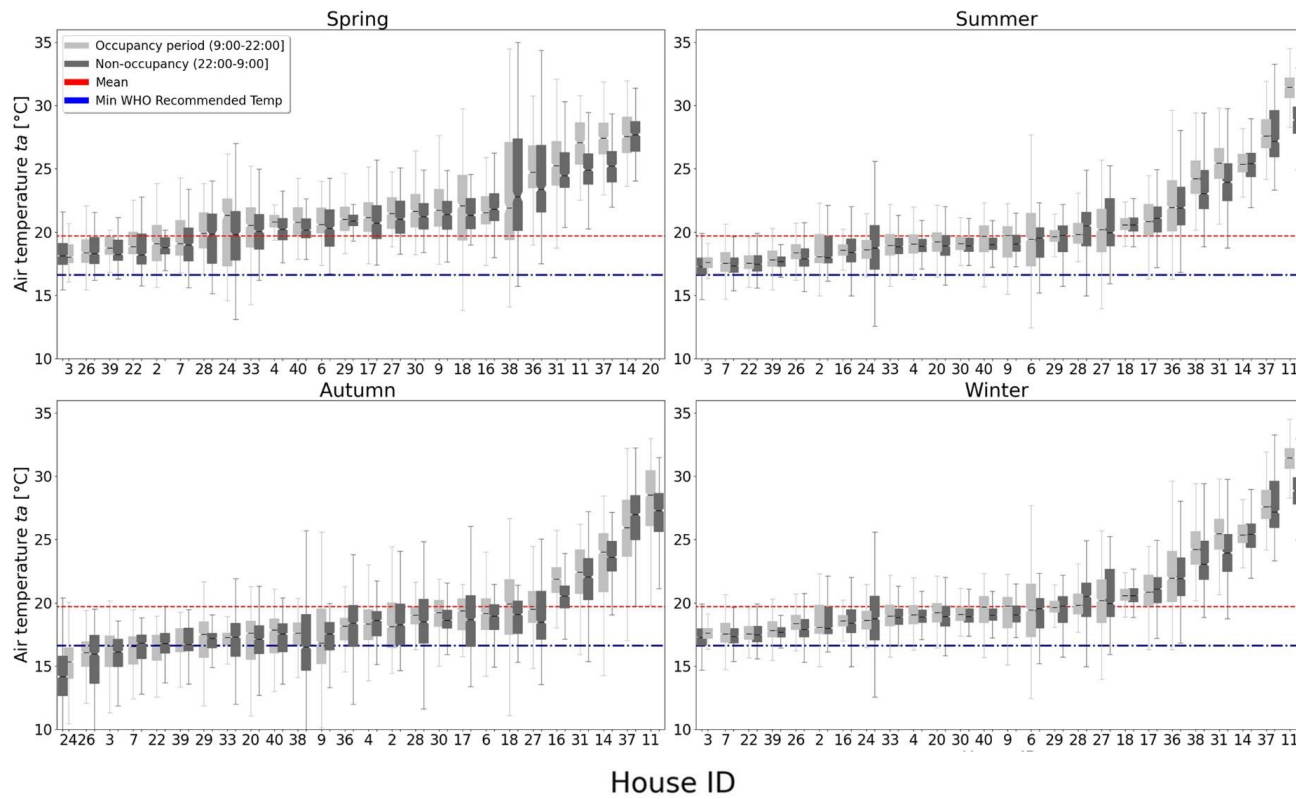 Spring
Occupancy period (9:00-22:00]
Non-occupancy (22:00-9:00]
Mean
Min WHO Recommended Temp
Air temperature ta [°C]
35
30
25
20
15
10
3 26 39 22 2 7 28 24 33 4 40 6 29 17 27 30 9 18 16 38 36 31 11 37 14 20
Summer
35
30
25
20
15
10
3 7 22 39 26 2 16 24 33 4 20 30 40 9 6 29 28 27 18 17 36 38 31 14 37 11
Autumn
Air temperature ta [°C]
35
30
25
20
15
10
24 26 3 7 22 39 29 33 20 40 38 9 36 4 2 28 30 17 6 18 27 16 31 14 37 11
Winter
35
30
25
20
15
10
3 7 22 39 26 2 16 24 33 4 20 30 40 9 6 29 28 27 18 17 36 38 31 14 37 11
House ID